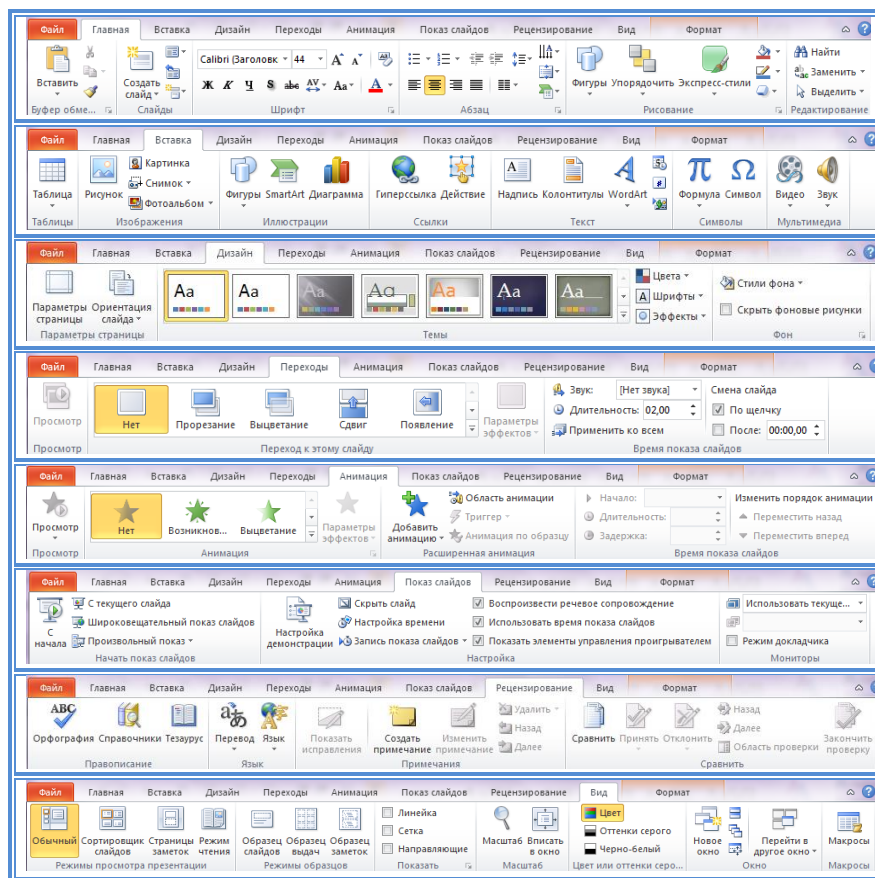 Файл Главная Вставка Дизайн Переходы Анимация Показ слайдов Рецензирование Вид Формат
Вставить Создать слайд Calibri (Заголовк 44 Ж К Ч S abc AV Aa A Фигуры Упорядочить Экспресс-стили Найти Заменить Выделить
Буфер обме... Слайды Шрифт Абзац Рисование Редактирование
Файл Главная Вставка Дизайн Переходы Анимация Показ слайдов Рецензирование Вид Формат
Таблица Рисунок Картинка Снимок Фотоальбом Фигуры SmartArt Диаграмма Гиперссылка Действие Надпись Колонтитулы WordArt Формула Символ Видео Звук
Таблицы Изображения Иллюстрации Ссылки Текст Символы Мультимедиа
Файл Главная Вставка Дизайн Переходы Анимация Показ слайдов Рецензирование Вид Формат
Параметры страницы Ориентация слайда Aa Aa Aa Aa Aa Aa Aa Цвета Шрифты Эффекты Стили фона Скрыть фоновые рисунки
Параметры страницы Темы Фон
Файл Главная Вставка Дизайн Переходы Анимация Показ слайдов Рецензирование Вид Формат
Просмотр Нет Прорезание Выцветание Сдвиг Появление Параметры эффектов Звук: [Нет звука] Длительность: 02,00 Применить ко всем Смена слайда По щелчку После: 00:00,00
Просмотр Переход к этому слайду Время показа слайдов
Файл Главная Вставка Дизайн Переходы Анимация Показ слайдов Рецензирование Вид Формат
Просмотр Нет Возникнов... Выцветание Параметры эффектов Добавить анимацию Область анимации Триггер Анимация по образцу Начало: Длительность: Задержка: Изменить порядок анимации Переместить назад Переместить вперед
Просмотр Анимация Расширенная анимация Время показа слайдов
Файл Главная Вставка Дизайн Переходы Анимация Показ слайдов Рецензирование Вид Формат
С начала С текущего слайда Широковещательный показ слайдов Произвольный показ Настройка демонстрации Скрыть слайд Настройка времени Запись показа слайдов Воспроизвести речевое сопровождение Использовать время показа слайдов Показать элементы управления проигрывателем Использовать текуще... Режим докладчика
Начать показ слайдов Настройка Мониторы
Файл Главная Вставка Дизайн Переходы Анимация Показ слайдов Рецензирование Вид Формат
ABC Орфография Справочники Тезаурус Перевод Язык Показать исправления Создать примечание Изменить примечание Удалить Назад Далее Сравнить Принять Отклонить Назад Далее Область проверки Закончить проверку
Правописание Язык Примечания Сравнить
Файл Главная Вставка Дизайн Переходы Анимация Показ слайдов Рецензирование Вид Формат
Обычный Сортировщик слайдов Страницы заметок Режим чтения Образец слайдов Образец выдач Образец заметок Линейка Сетка Направляющие Масштаб Вписать в окно Цвет Оттенки серого Черно-белый Новое окно Перейти в другое окно Макросы
Режимы просмотра презентации Режимы образцов Показать Масштаб Цвет или оттенки серо... Окно Макросы